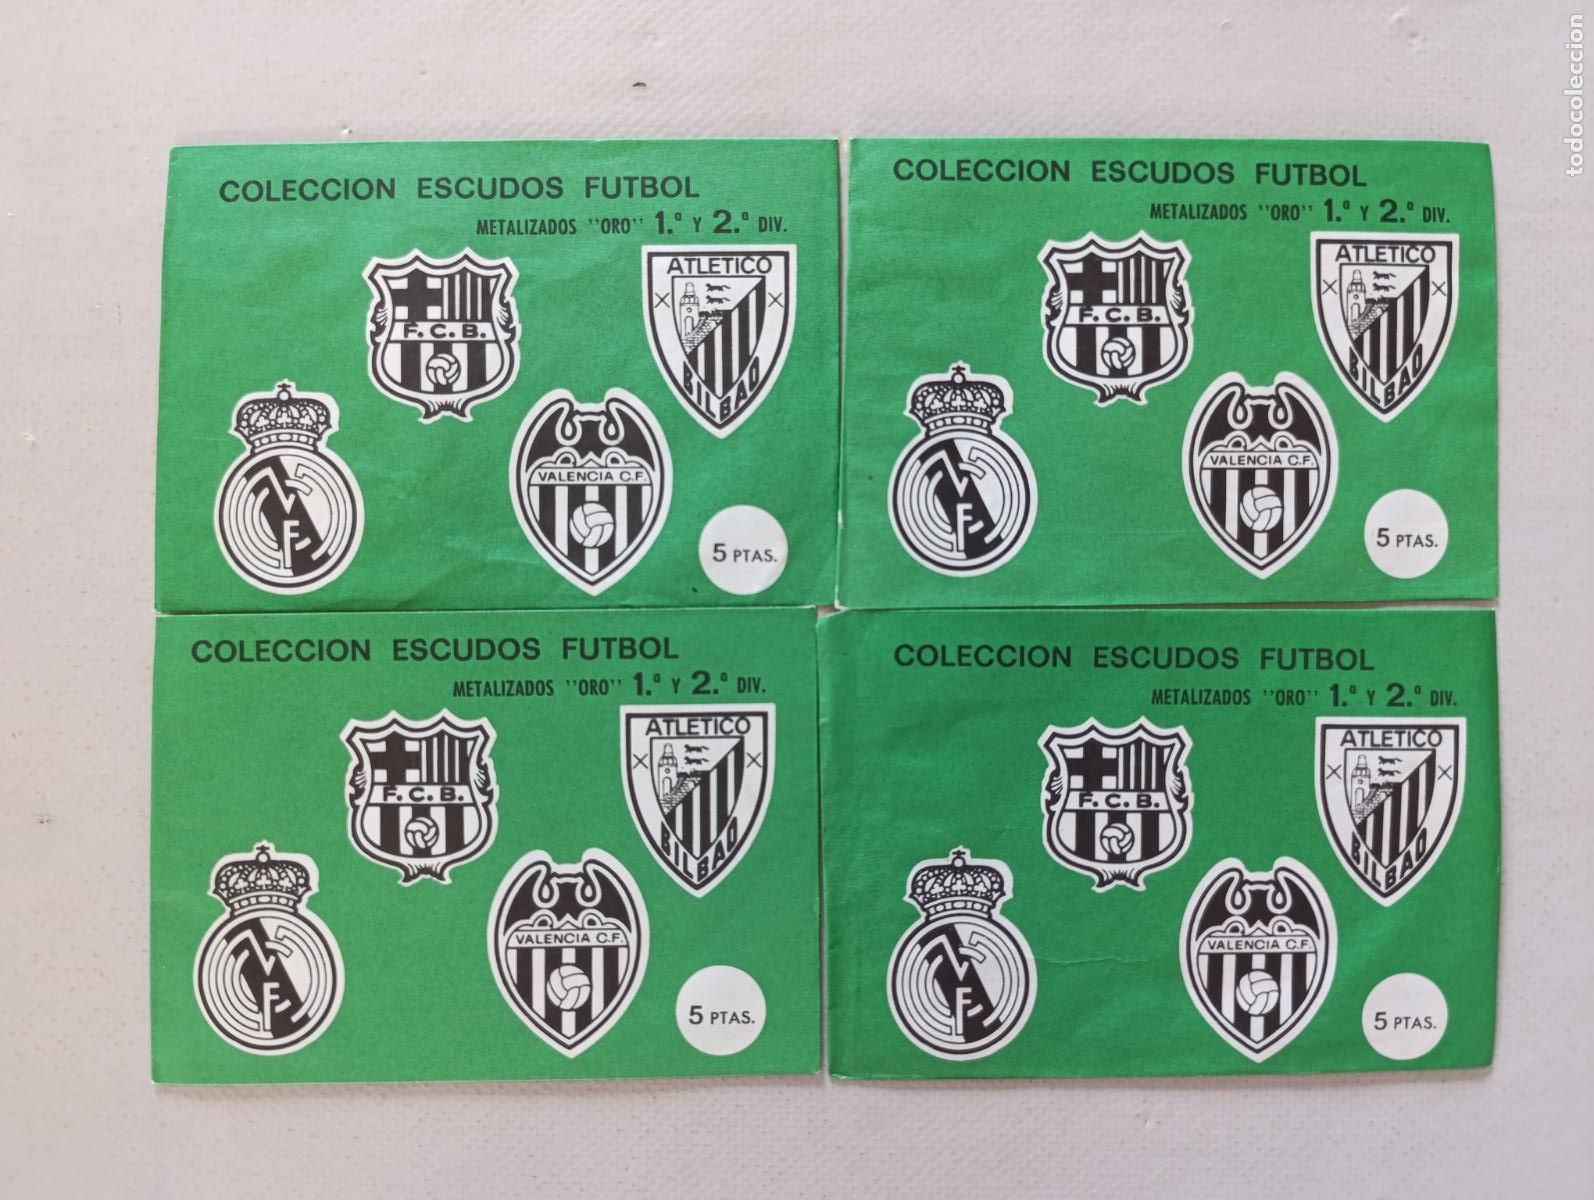 COLECCION ESCUDOS FUTBOL
METALIZADOS "ORO" 1.ª Y 2.ª DIV.
F.C.B.
ATLETICO
BILBAO
VALENCIA C.F.
5 PTAS.
COLECCION ESCUDOS FUTBOL
METALIZADOS "ORO" 1.ª Y 2.ª DIV.
F.C.B.
ATLETICO
BILBAO
VALENCIA C.F.
5 PTAS.
COLECCION ESCUDOS FUTBOL
METALIZADOS "ORO" 1.ª Y 2.ª DIV.
F.C.B.
ATLETICO
BILBAO
VALENCIA C.F.
5 PTAS.
COLECCION ESCUDOS FUTBOL
METALIZADOS "ORO" 1.ª Y 2.ª DIV.
F.C.B.
ATLETICO
BILBAO
VALENCIA C.F.
5 PTAS.
todocoleccion